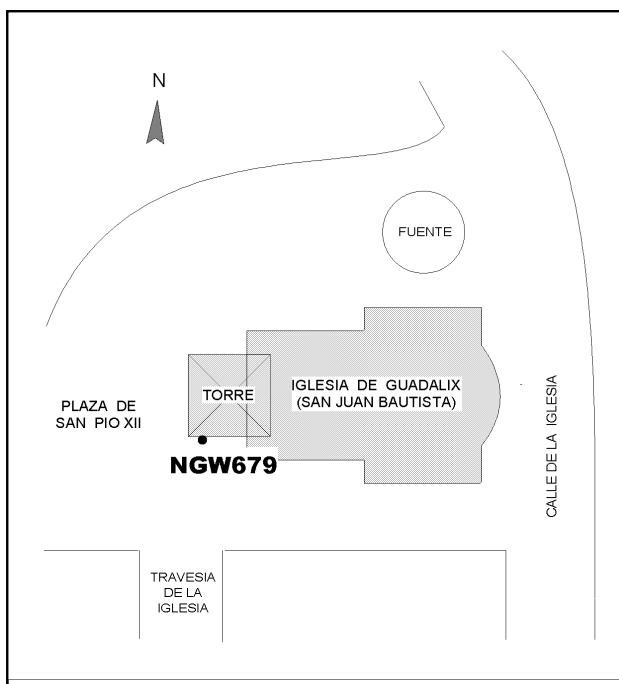 N
FUENTE
IGLESIA DE GUADALIX
(SAN JUAN BAUTISTA)
TORRE
PLAZA DE
SAN PIO XII
NGW679
CALLE DE LA IGLESIA
TRAVESIA
DE LA
IGLESIA